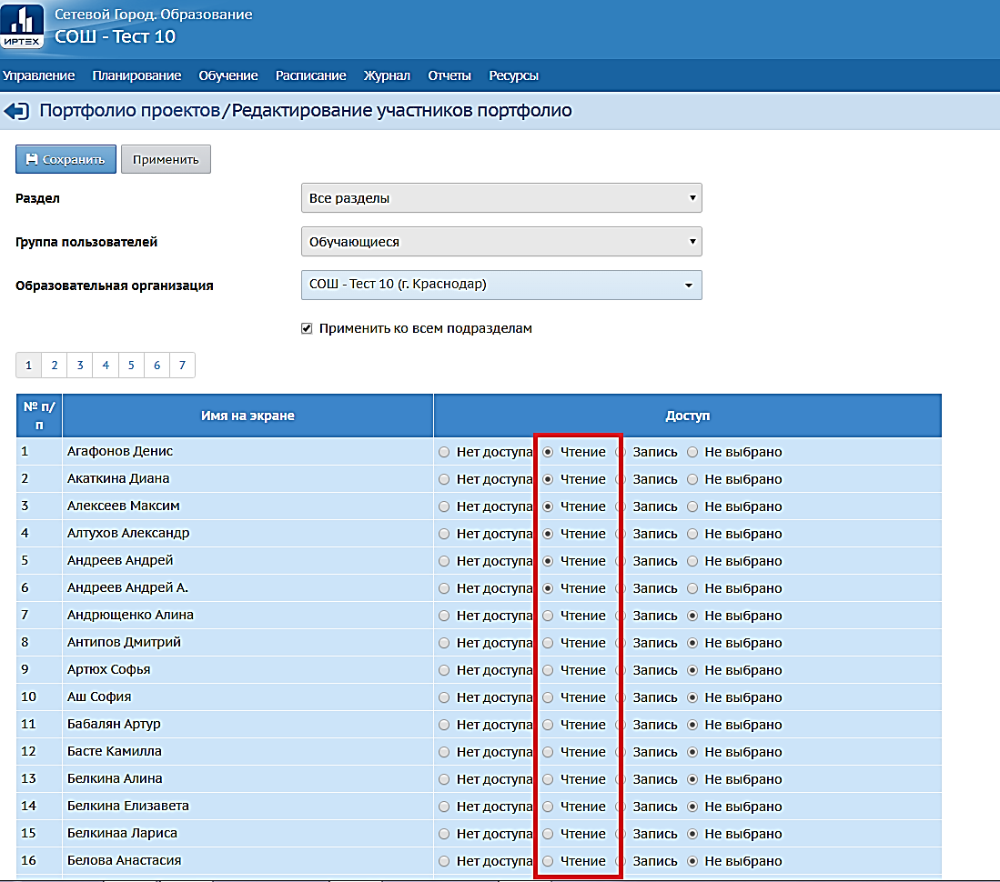 Сетевой Город. Образование
ИРТЕХ
СОШ - Тест 10
Управление Планирование Обучение Расписание Журнал Отчеты Ресурсы
Портфолио проектов/Редактирование участников портфолио
Сохранить Применить
Раздел Все разделы
Группа пользователей Обучающиеся
Образовательная организация СОШ - Тест 10 (г. Краснодар)
Применить ко всем подразделам
1 2 3 4 5 6 7
№ п/п Имя на экране Доступ
1 Агафонов Денис Нет доступа Чтение Запись Не выбрано
2 Акаткина Диана Нет доступа Чтение Запись Не выбрано
3 Алексеев Максим Нет доступа Чтение Запись Не выбрано
4 Алтухов Александр Нет доступа Чтение Запись Не выбрано
5 Андреев Андрей Нет доступа Чтение Запись Не выбрано
6 Андреев Андрей А. Нет доступа Чтение Запись Не выбрано
7 Андрющенко Алина Нет доступа Чтение Запись Не выбрано
8 Антипов Дмитрий Нет доступа Чтение Запись Не выбрано
9 Артюх Софья Нет доступа Чтение Запись Не выбрано
10 Аш София Нет доступа Чтение Запись Не выбрано
11 Бабалян Артур Нет доступа Чтение Запись Не выбрано
12 Басте Камилла Нет доступа Чтение Запись Не выбрано
13 Белкина Алина Нет доступа Чтение Запись Не выбрано
14 Белкина Елизавета Нет доступа Чтение Запись Не выбрано
15 Белкинаа Лариса Нет доступа Чтение Запись Не выбрано
16 Белова Анастасия Нет доступа Чтение Запись Не выбрано